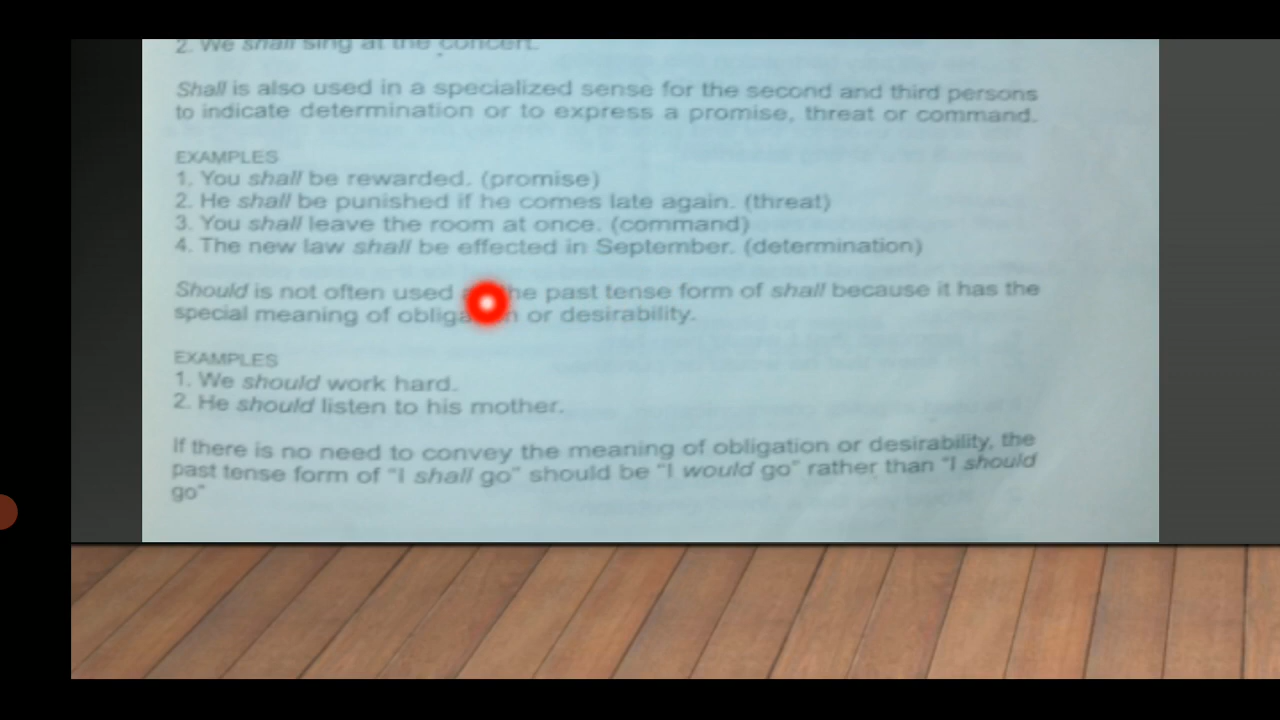 2. We shall sing at the concert.
Shall is also used in a specialized sense for the second and third persons
to indicate determination or to express a promise, threat or command.
EXAMPLES
1. You shall be rewarded. (promise)
2. He shall be punished if he comes late again. (threat)
3. You shall leave the room at once. (command)
4. The new law shall be effected in September. (determination)
Should is not often used the past tense form of shall because it has the
special meaning of obligation or desirability.
EXAMPLES
1. We should work hard.
2. He should listen to his mother.
If there is no need to convey the meaning of obligation or desirability, the
past tense form of "I shall go" should be "I would go" rather than "I should
go"